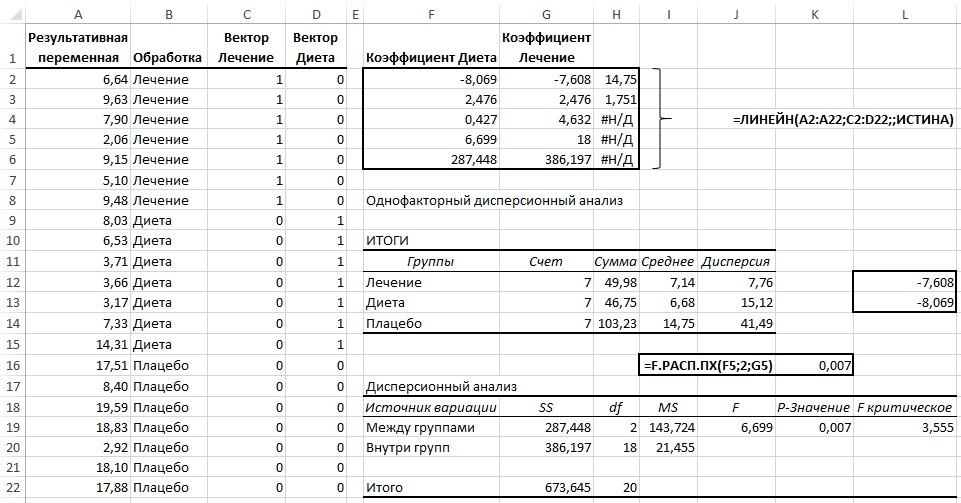 A B C D E F G H I J K L
1 Результативная переменная Обработка Вектор Лечение Вектор Диета Коэффициент Диета Коэффициент Лечение
2 6,64 Лечение 1 0 -8,069 -7,608 14,75
3 9,63 Лечение 1 0 2,476 2,476 1,751
4 7,90 Лечение 1 0 0,427 4,632 #Н/Д =ЛИНЕЙН(A2:A22;C2:D22;;ИСТИНА)
5 2,06 Лечение 1 0 6,699 18 #Н/Д
6 9,15 Лечение 1 0 287,448 386,197 #Н/Д
7 5,10 Лечение 1 0
8 9,48 Лечение 1 0 Однофакторный дисперсионный анализ
9 8,03 Диета 0 1
10 6,53 Диета 0 1 ИТОГИ
11 3,71 Диета 0 1 Группы Счет Сумма Среднее Дисперсия
12 3,66 Диета 0 1 Лечение 7 49,98 7,14 7,76 -7,608
13 3,17 Диета 0 1 Диета 7 46,75 6,68 15,12 -8,069
14 7,33 Диета 0 1 Плацебо 7 103,23 14,75 41,49
15 14,31 Диета 0 1
16 17,51 Плацебо 0 0 =F.РАСП.ПХ(F5;2;G5) 0,007
17 8,40 Плацебо 0 0 Дисперсионный анализ
18 19,59 Плацебо 0 0 Источник вариации SS df MS F P-Значение F критическое
19 18,83 Плацебо 0 0 Между группами 287,448 2 143,724 6,699 0,007 3,555
20 2,92 Плацебо 0 0 Внутри групп 386,197 18 21,455
21 18,10 Плацебо 0 0
22 17,88 Плацебо 0 0 Итого 673,645 20